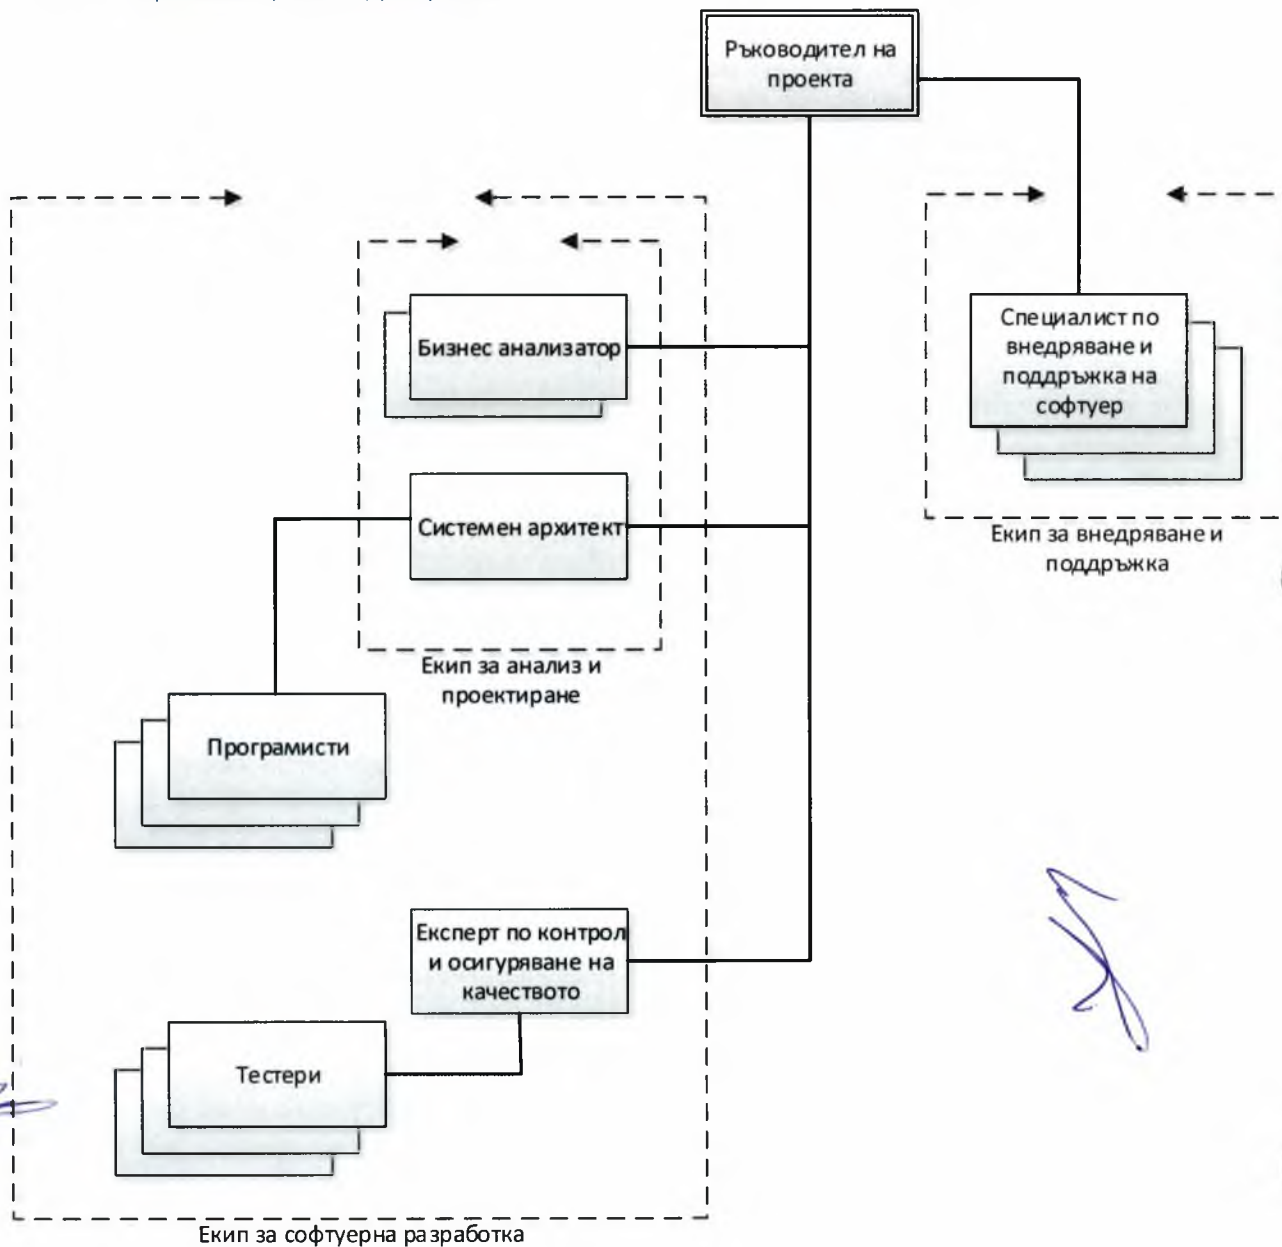 Ръководител на
проекта
Бизнес анализатор
Специалист по
внедряване и
поддръжка на
софтуер
Системен архитект
Екип за внедряване и
поддръжка
Екип за анализ и
проектиране
Програмисти
Експерт по контрол
и осигуряване на
качеството
Тестери
Екип за софтуерна разработка